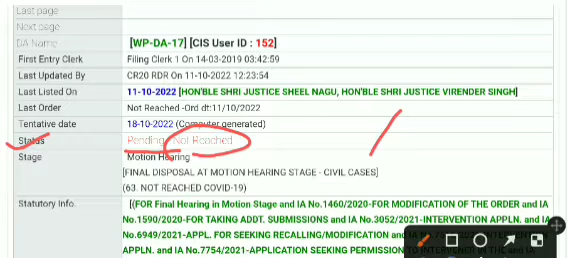 Last page
Next page
DA Name [WP-DA-17] [CIS User ID : 152]
First Entry Clerk Filing Clerk 1 On 14-03-2019 03:42:59
Last Updated By CR20 RDR On 11-10-2022 12:23:54
Last Listed On 11-10-2022 [HON'BLE SHRI JUSTICE SHEEL NAGU, HON'BLE SHRI JUSTICE VIRENDER SINGH]
Last Order Not Reached -Ord dt:11/10/2022
Tentative date 18-10-2022 (Computer generated)
Status Pending Not Reached
Stage Motion Hearing
[FINAL DISPOSAL AT MOTION HEARING STAGE - CIVIL CASES]
(63. NOT REACHED COVID-19)
Statutory Info. [(FOR Final Hearing in Motion Stage and IA No.1460/2020-FOR MODIFICATION OF THE ORDER and IA
No.1590/2020-FOR TAKING ADDT. SUBMISSIONS and IA No.3052/2021-INTERVENTION APPLN. and IA
No.6949/2021-APPL. FOR SEEKING RECALLING/MODIFICATION and
APPLN. and IA No.7754/2021-APPLICATION SEEKING PERMISSION TO